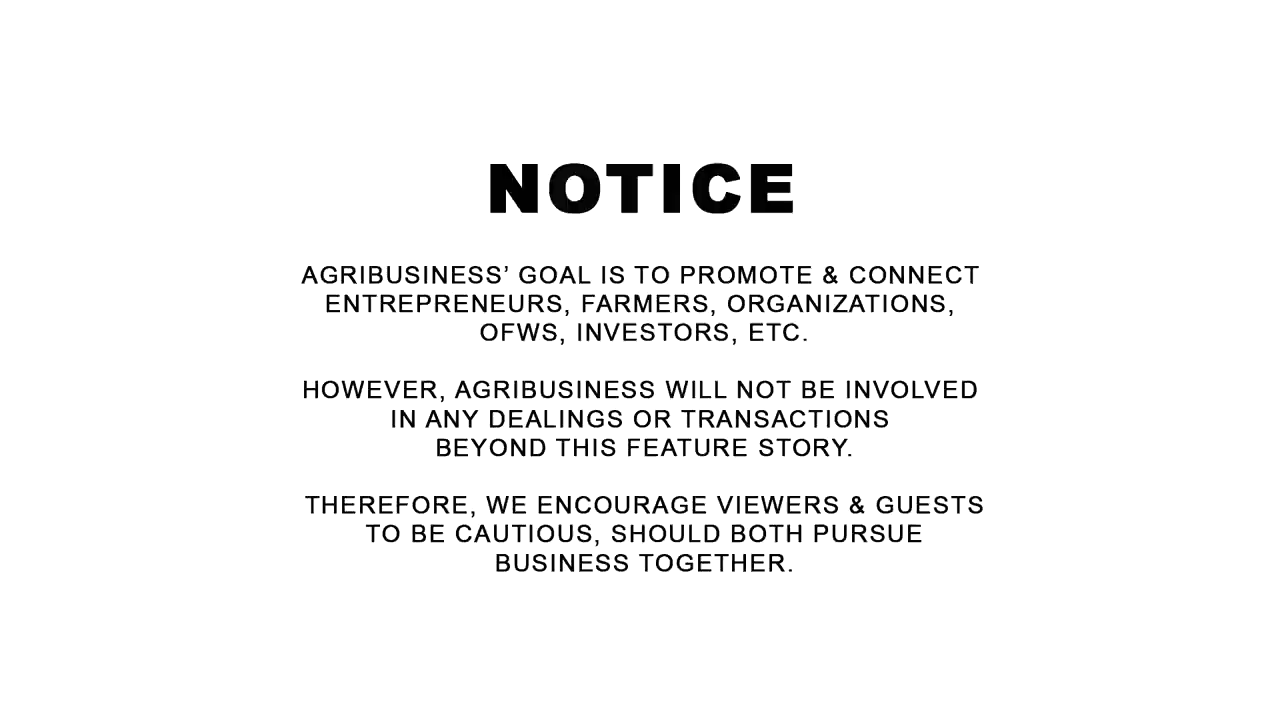 NOTICE
AGRIBUSINESS’ GOAL IS TO PROMOTE & CONNECT
ENTREPRENEURS, FARMERS, ORGANIZATIONS,
OFWS, INVESTORS, ETC.
HOWEVER, AGRIBUSINESS WILL NOT BE INVOLVED
IN ANY DEALINGS OR TRANSACTIONS
BEYOND THIS FEATURE STORY.
THEREFORE, WE ENCOURAGE VIEWERS & GUESTS
TO BE CAUTIOUS, SHOULD BOTH PURSUE
BUSINESS TOGETHER.